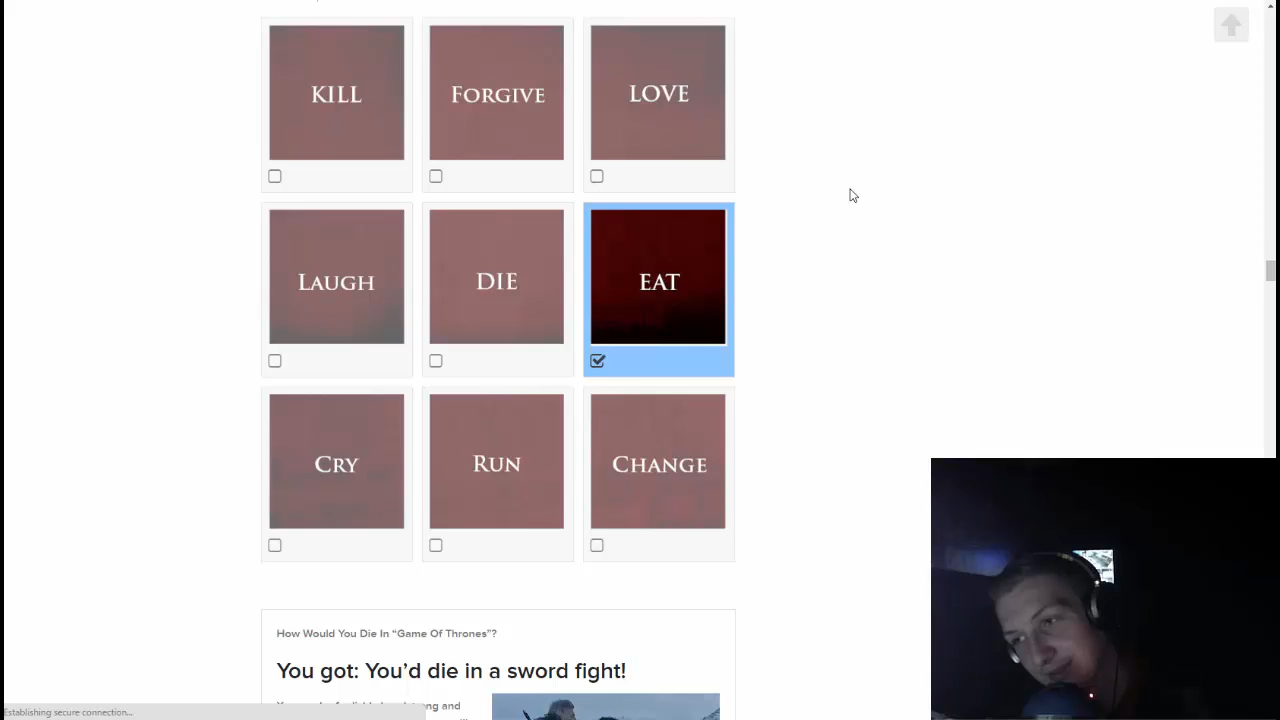 KILL
FORGIVE
LOVE
LAUGH
DIE
EAT
CRY
RUN
CHANGE
How Would You Die In “Game Of Thrones”?
You got: You’d die in a sword fight!
Establishing secure connection...